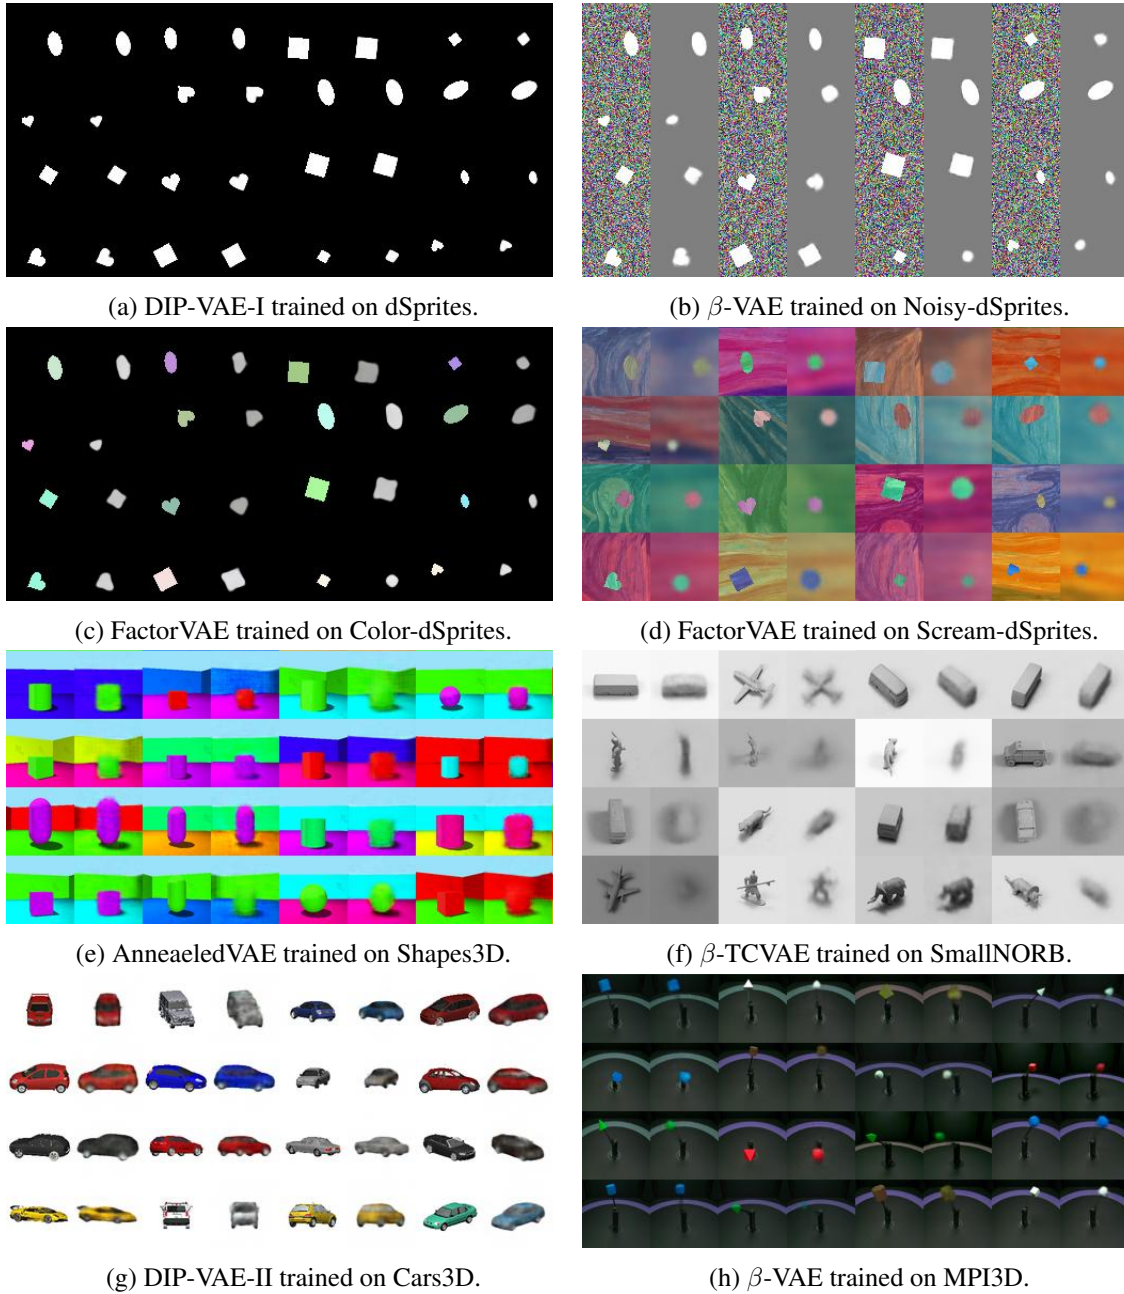 (a) DIP-VAE-I trained on dSprites.
(b) β-VAE trained on Noisy-dSprites.
(c) FactorVAE trained on Color-dSprites.
(d) FactorVAE trained on Scream-dSprites.
(e) AnneaeledVAE trained on Shapes3D.
(f) β-TCVAE trained on SmallNORB.
(g) DIP-VAE-II trained on Cars3D.
(h) β-VAE trained on MPI3D.